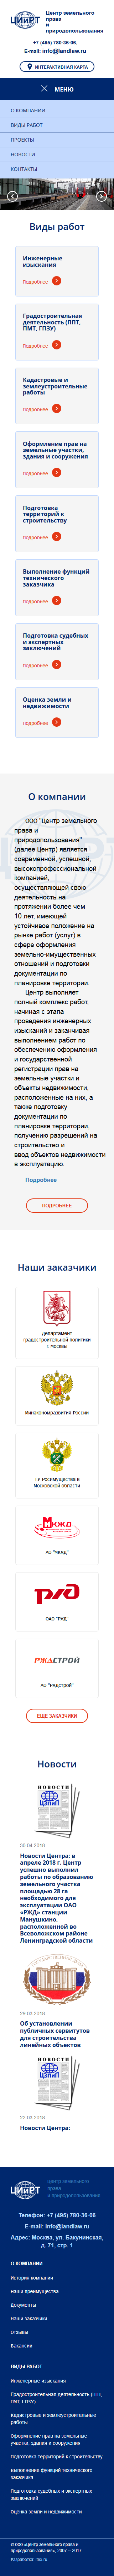 ЦЗИПТ
Центр земельного
права
и
природопользования
+7 (495) 780-38-06,
E-mail: info@landlaw.ru
ИНТЕРАКТИВНАЯ КАРТА
МЕНЮ
О КОМПАНИИ
ВИДЫ РАБОТ
ПРОЕКТЫ
НОВОСТИ
КОНТАКТЫ
Виды работ
Инженерные
изыскания
Подробнее
Градостроительная
деятельность (ППТ,
ПМТ, ГПЗУ)
Подробнее
Кадастровые и
землеустроительные
работы
Подробнее
Оформление прав на
земельные участки,
здания и сооружения
Подробнее
Подготовка
территорий к
строительству
Подробнее
Выполнение функций
технического
заказчика
Подробнее
Подготовка судебных
и экспертных
заключений
Подробнее
Оценка земли и
недвижимости
Подробнее
О компании
ООО "Центр земельного
права и
природопользования"
(далее Центр) является
современной, успешной,
высокопрофессиональной
компанией,
осуществляющей свою
деятельность на
протяжении более чем
10 лет, имеющей
устойчивое положение на
рынке работ (услуг) в
сфере оформления
земельно-имущественных
отношений и подготовки
документации по
планировке территории.
Центр выполняет
полный комплекс работ,
начиная с этапа
проведения инженерных
изысканий и заканчивая
выполнением работ по
обеспечению оформления
и государственной
регистрации прав на
земельные участки и
объекты недвижимости,
расположенные на них, а
также подготовку
документации по
планировке территории,
получению разрешений на
строительство и
ввод объектов недвижимости
в эксплуатацию.
Подробнее
ПОДРОБНЕЕ
Наши заказчики
Департамент
градостроительной политики
г. Москвы
Минэкономразвития России
ТУ Росимущества в
Московской области
МКЖД
АО "МКЖД"
РЖД
ОАО "РЖД"
РЖДСТРОЙ
АО "РЖДстрой"
ЕЩЕ ЗАКАЗЧИКИ
Новости
НОВОСТИ
30.04.2018
Новости Центра: в
апреле 2018 г. Центр
успешно выполнил
работы по образованию
земельного участка
площадью 28 га
необходимого для
эксплуатации ОАО
«РЖД» станции
Манушкино,
расположенной во
Всеволожском районе
Ленинградской области
29.03.2018
Об установлении
публичных сервитутов
для строительства
линейных объектов
НОВОСТИ
22.03.2018
Новости Центра:
Центр земельного
права
и природопользования
Телефон: +7 (495) 780-38-06
E-mail: info@landlaw.ru
Адрес: Москва, ул. Бакунинская,
д. 71, стр. 1
О КОМПАНИИ
История компании
Наши преимущества
Документы
Наши заказчики
Отзывы
Вакансии
ВИДЫ РАБОТ
Инженерные изыскания
Градостроительная деятельность (ППТ,
ПМТ, ГПЗУ)
Кадастровые и землеустроительные
работы
Оформление прав на земельные
участки, здания и сооружения
Подготовка территорий к строительству
Выполнение функций технического
заказчика
Подготовка судебных и экспертных
заключений
Оценка земли и недвижимости
© ООО «Центр земельного права и
природопользования», 2007 – 2017